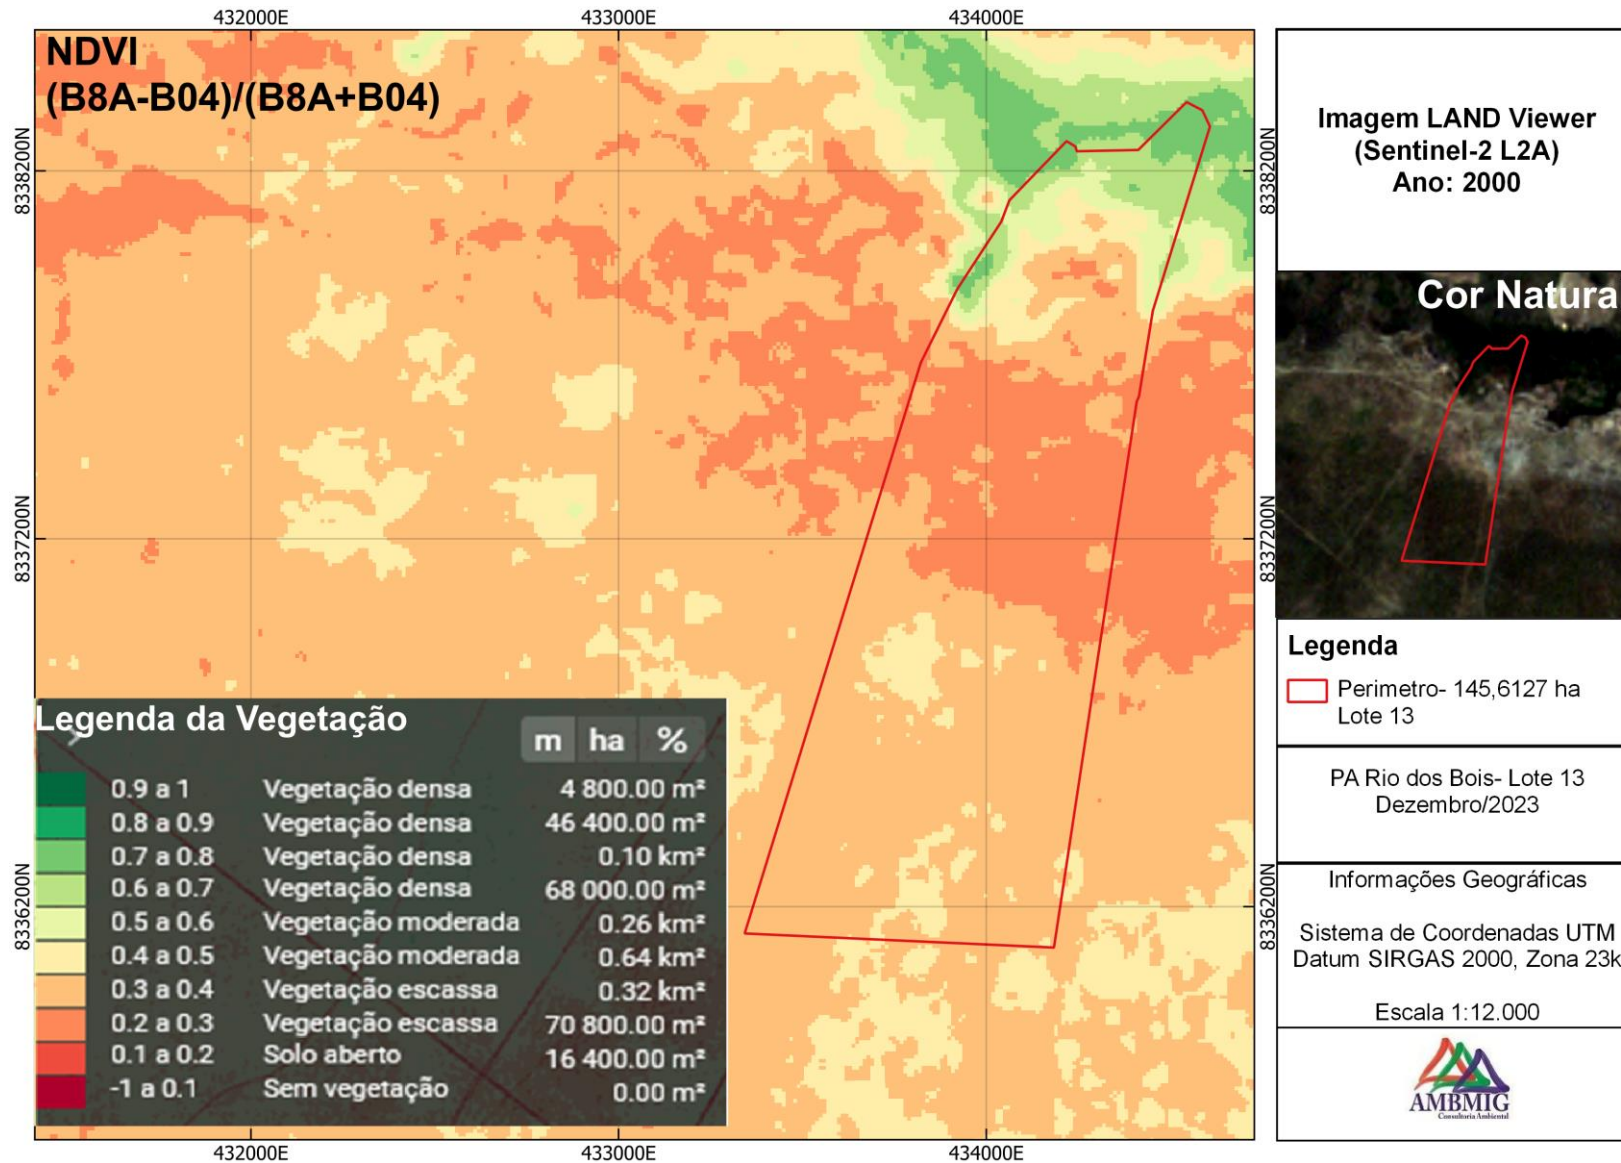 432000E
433000E
434000E
NDVI
(B8A-B04)/(B8A+B04)
8338200N
8337200N
8336200N
8338200N
8337200N
8336200N
Legenda da Vegetação
m ha %
0.9 a 1 Vegetação densa 4 800.00 m²
0.8 a 0.9 Vegetação densa 46 400.00 m²
0.7 a 0.8 Vegetação densa 0.10 km²
0.6 a 0.7 Vegetação densa 68 000.00 m²
0.5 a 0.6 Vegetação moderada 0.26 km²
0.4 a 0.5 Vegetação moderada 0.64 km²
0.3 a 0.4 Vegetação escassa 0.32 km²
0.2 a 0.3 Vegetação escassa 70 800.00 m²
0.1 a 0.2 Solo aberto 16 400.00 m²
-1 a 0.1 Sem vegetação 0.00 m²
432000E
433000E
434000E
Imagem LAND Viewer
(Sentinel-2 L2A)
Ano: 2000
Cor Natura
Legenda
Perimetro- 145,6127 ha
Lote 13
PA Rio dos Bois- Lote 13
Dezembro/2023
Informações Geográficas
Sistema de Coordenadas UTM
Datum SIRGAS 2000, Zona 23k
Escala 1:12.000
AMBMIG
Consultoria Ambiental